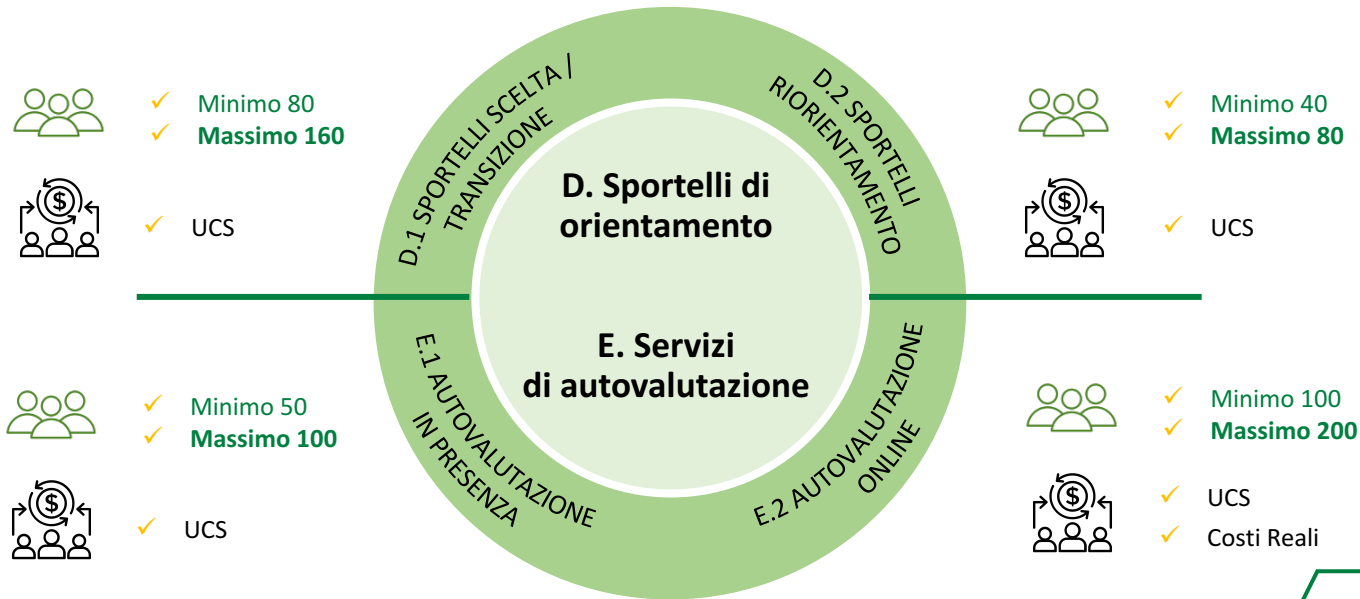 ✓ Minimo 80
✓ Massimo 160
✓ UCS
D.1 SPORTELLI SCELTA /
TRANSIZIONE
D. Sportelli di
orientamento
D.2 SPORTELLI
RIORIENTAMENTO
✓ Minimo 40
✓ Massimo 80
✓ UCS
✓ Minimo 50
✓ Massimo 100
✓ UCS
E.1 AUTOVALUTAZIONE
IN PRESENZA
E. Servizi
di autovalutazione
E.2 AUTOVALUTAZIONE
ONLINE
✓ Minimo 100
✓ Massimo 200
✓ UCS
✓ Costi Reali